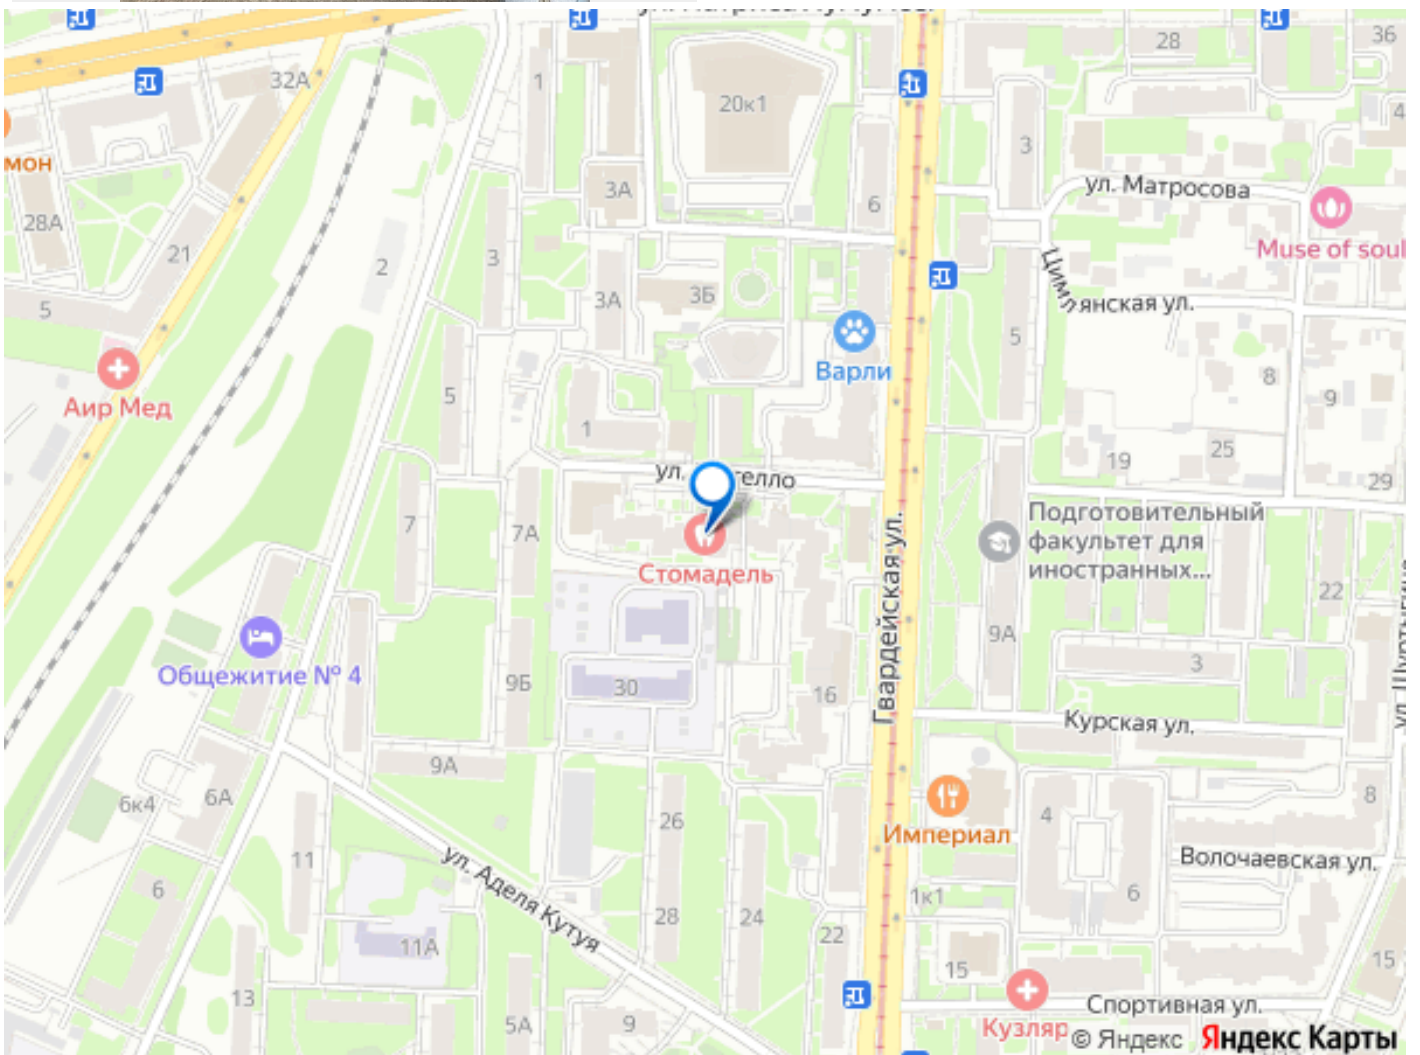 28
36
32А
1
20к1
4
МОН
3
3А
ул. Матросова
28А
6
21
3
2
Muse of soul
3А
3Б
5
янская ул.
5
Варли
8
Аир Мед
5
9
1
25
19
ул.
елло
29
Подготовительный
факультет для
иностранных...
7
7А
Стомадель
Гвардейская ул.
22
9А
Общежитие № 4
3
9Б
30
16
Курская ул.
9А
6А
6к4
8
26
4
Империал
11
Волочаевская ул.
ул. Аделя Кутуя
6
6
1к1
28
24
22
11А
15
15
13
Спортивная ул.
5А
9
Кузляр
© Яндекс
Яндекс Карты